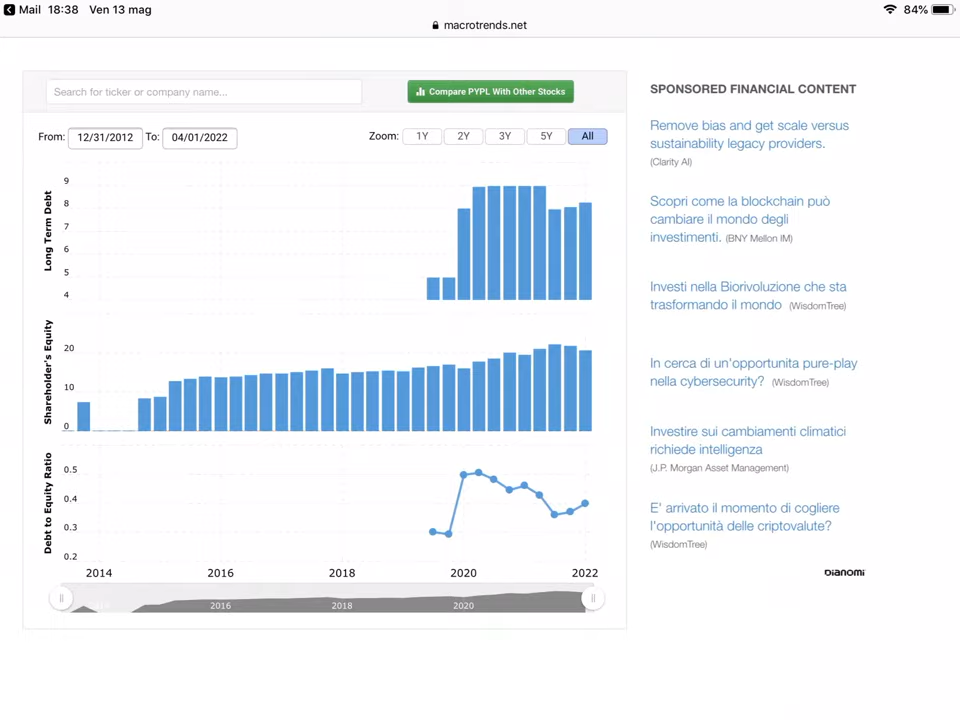 Mail 18:38 Ven 13 mag 84%
macrotrends.net
Search for ticker or company name...
Compare PYPL With Other Stocks
From: 12/31/2012 To: 04/01/2022 Zoom: 1Y 2Y 3Y 5Y All
Long Term Debt
9
8
7
6
5
4
Shareholder's Equity
20
10
0
Debt to Equity Ratio
0.5
0.4
0.3
0.2
2014 2016 2018 2020 2022
2016 2018 2020
SPONSORED FINANCIAL CONTENT
Remove bias and get scale versus
sustainability legacy providers.
(Clarity AI)
Scopri come la blockchain può
cambiare il mondo degli
investimenti. (BNY Mellon IM)
Investi nella Biorivoluzione che sta
trasformando il mondo (WisdomTree)
In cerca di un'opportunita pure-play
nella cybersecurity? (WisdomTree)
Investire sui cambiamenti climatici
richiede intelligenza
(J.P. Morgan Asset Management)
E' arrivato il momento di cogliere
l'opportunità delle criptovalute?
(WisdomTree)
bianomi